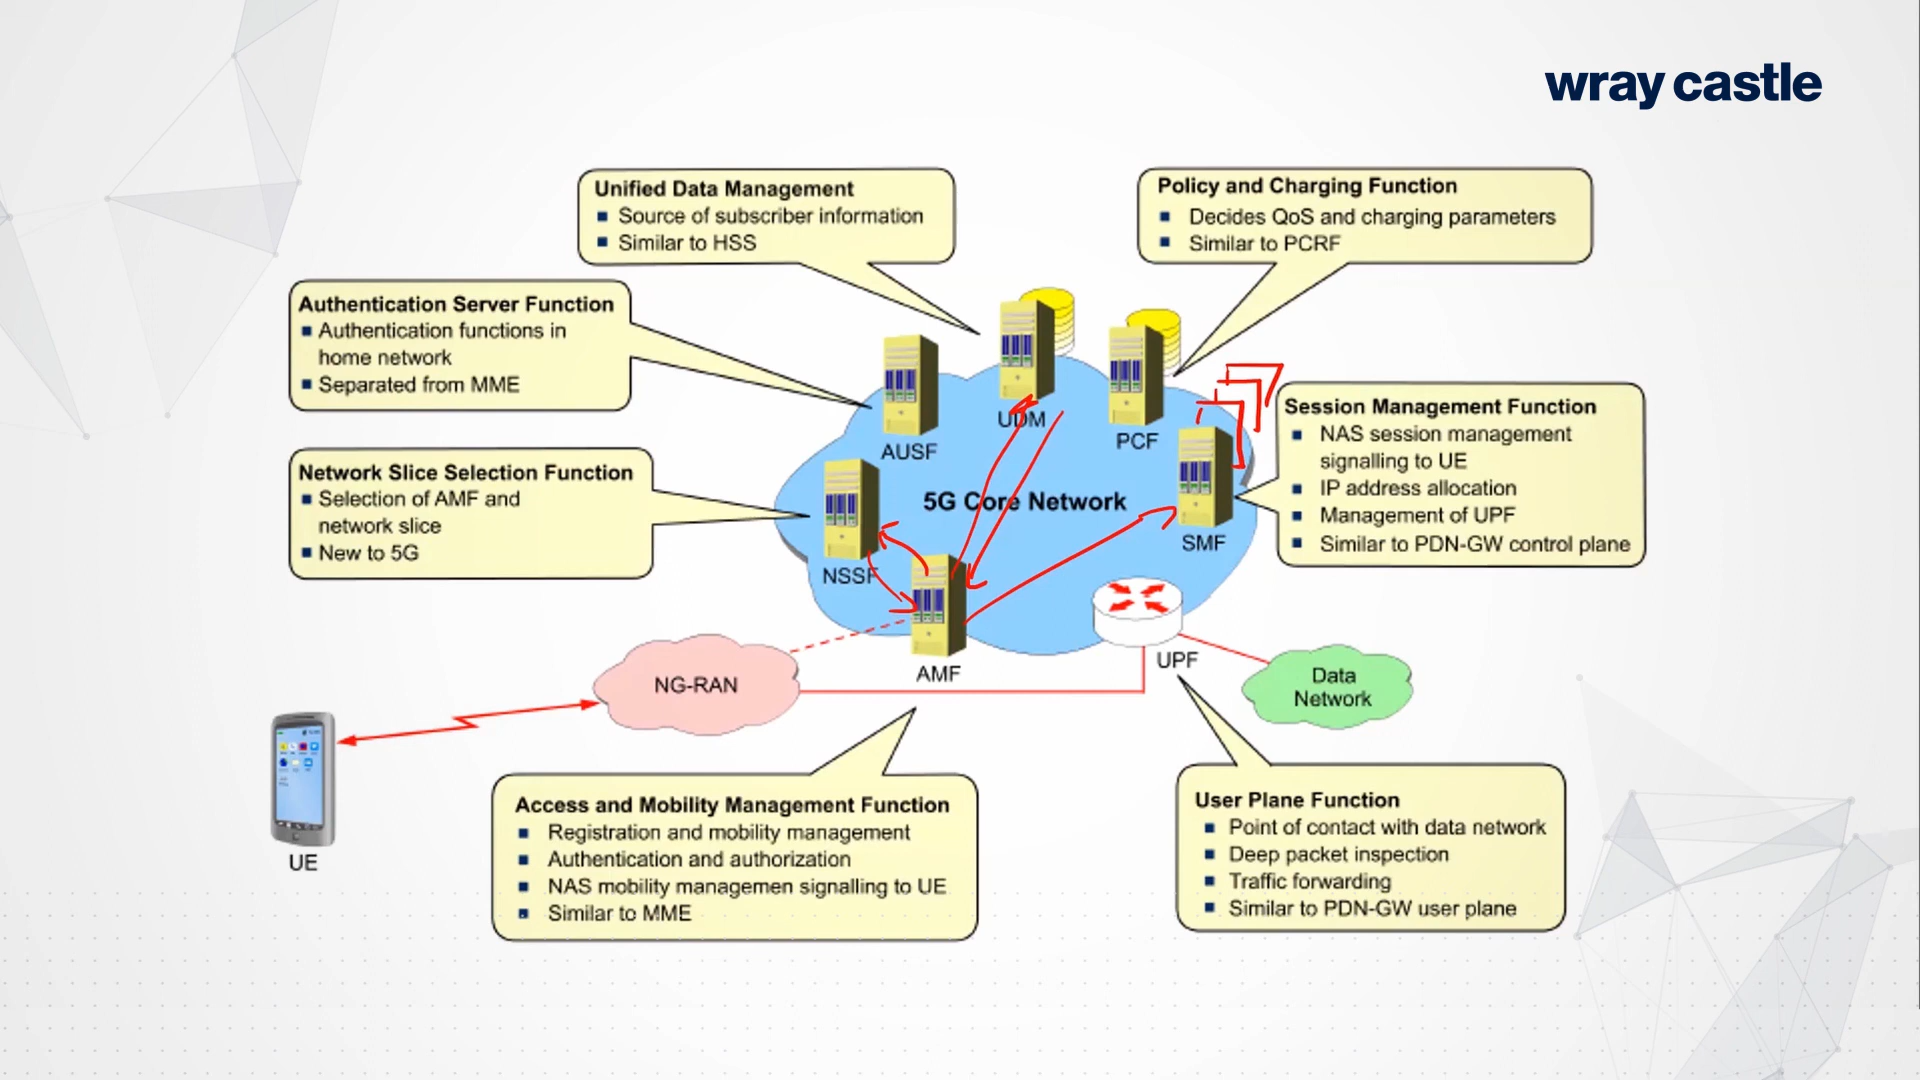 wray castle
Unified Data Management
Source of subscriber information
Similar to HSS
Policy and Charging Function
Decides QoS and charging parameters
Similar to PCRF
Authentication Server Function
Authentication functions in
home network
Separated from MME
Network Slice Selection Function
Selection of AMF and
network slice
New to 5G
Session Management Function
NAS session management
signalling to UE
IP address allocation
Management of UPF
Similar to PDN-GW control plane
UDM
PCF
AUSF
5G Core Network
SMF
NSSF
AMF
UPF
NG-RAN
Data
Network
UE
Access and Mobility Management Function
Registration and mobility management
Authentication and authorization
NAS mobility managemen signalling to UE
Similar to MME
User Plane Function
Point of contact with data network
Deep packet inspection
Traffic forwarding
Similar to PDN-GW user plane